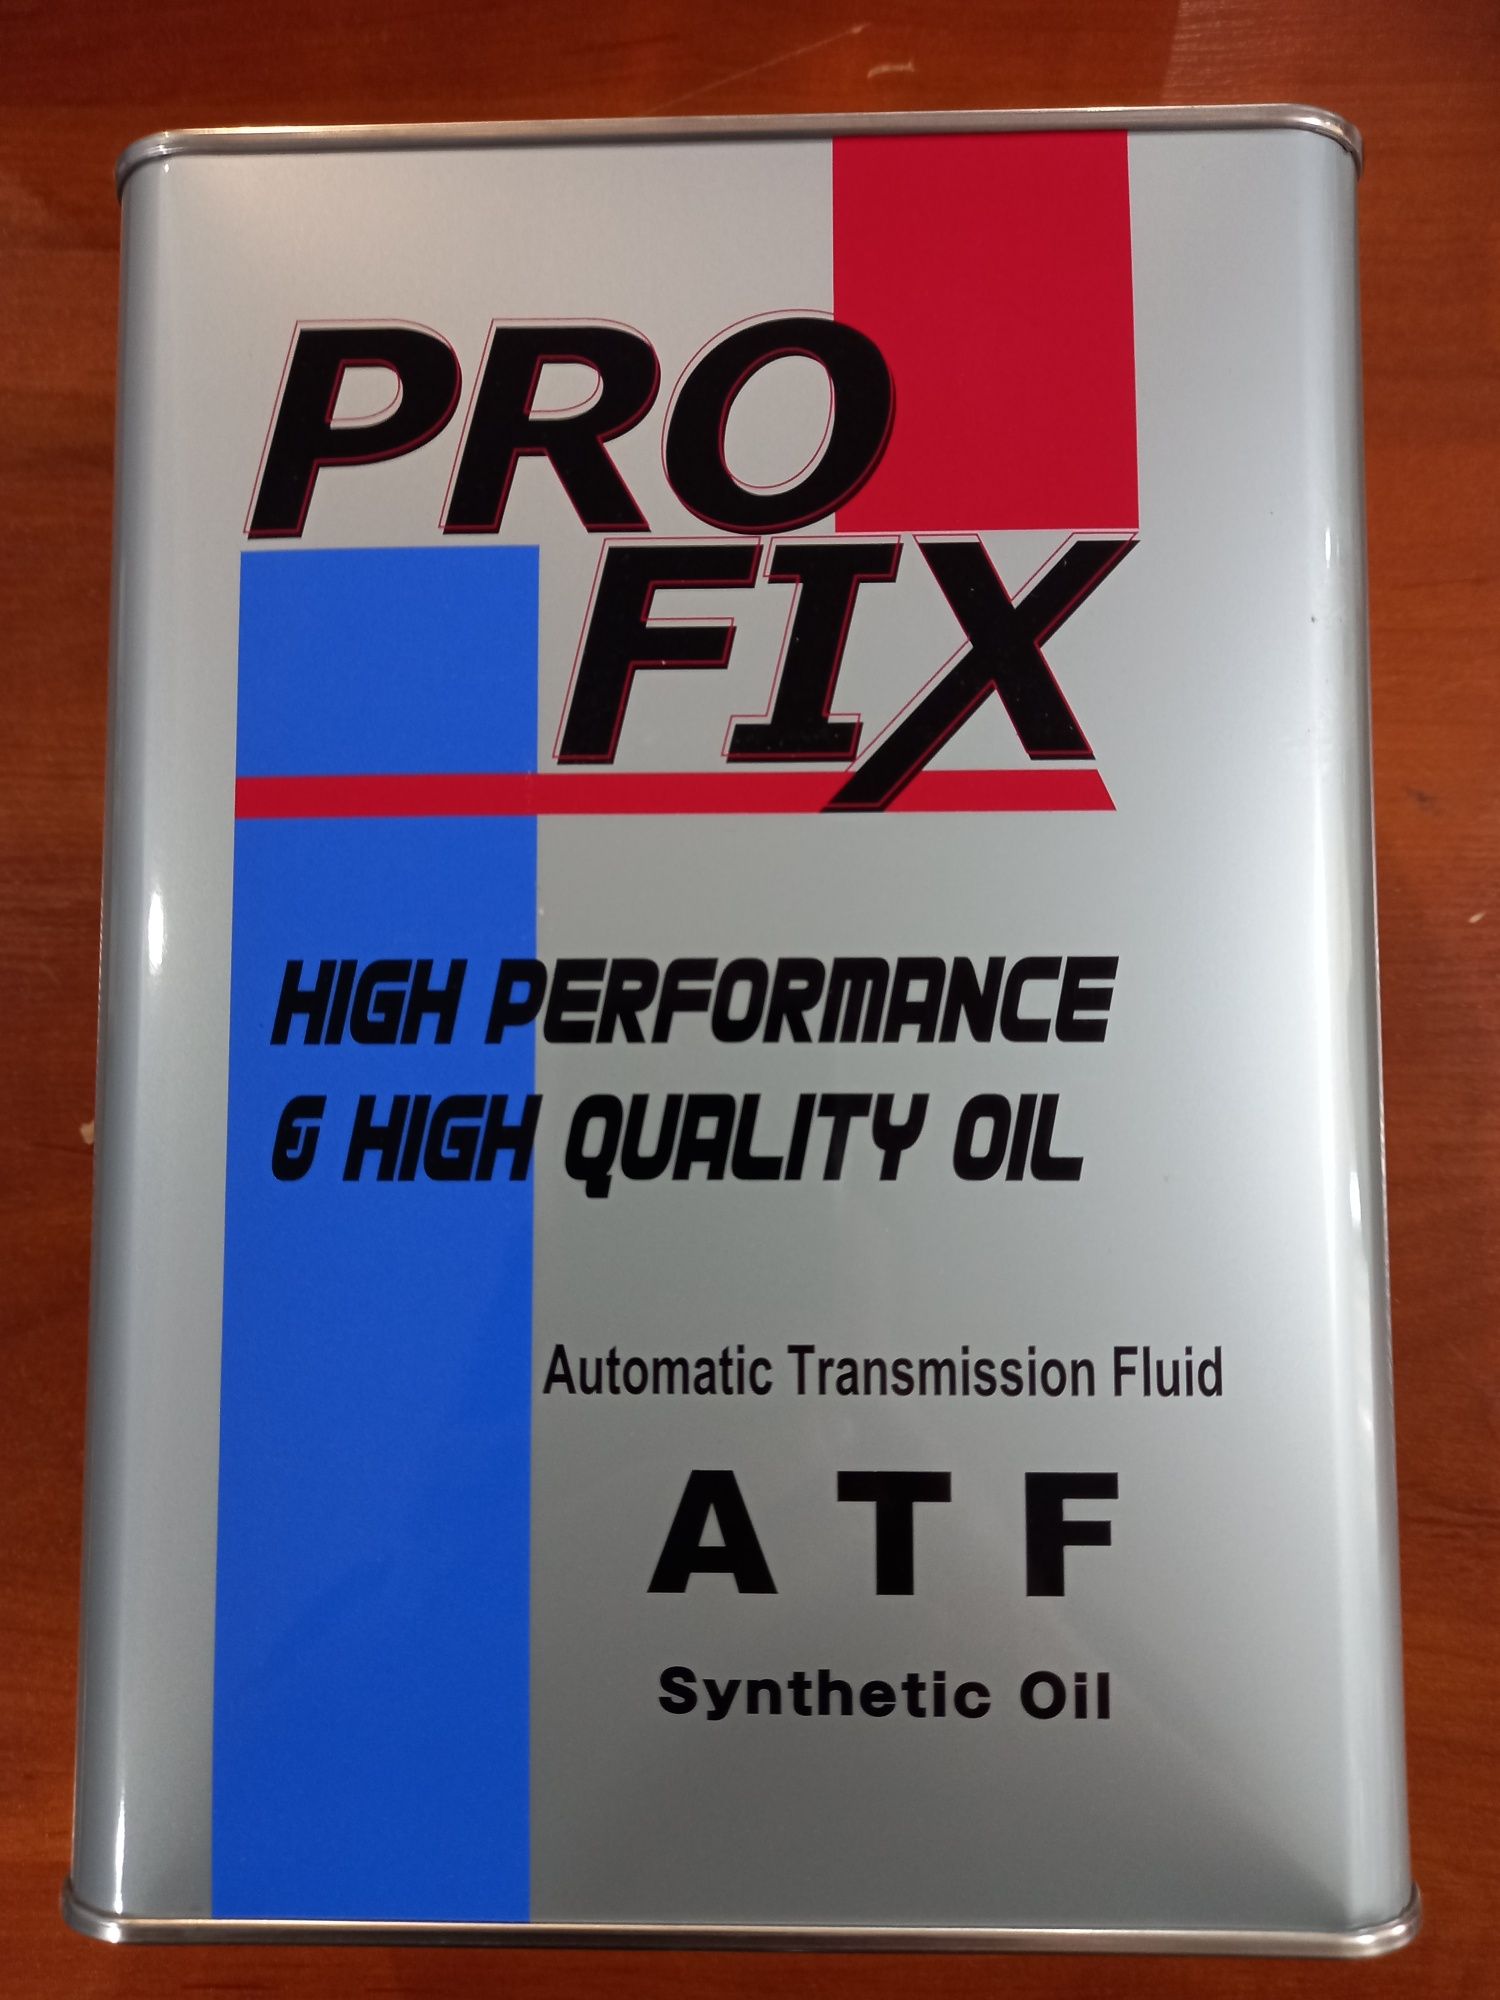 PRO
FIX
HIGH PERFORMANCE
& HIGH QUALITY OIL
Automatic Transmission Fluid
ATF
Synthetic Oil